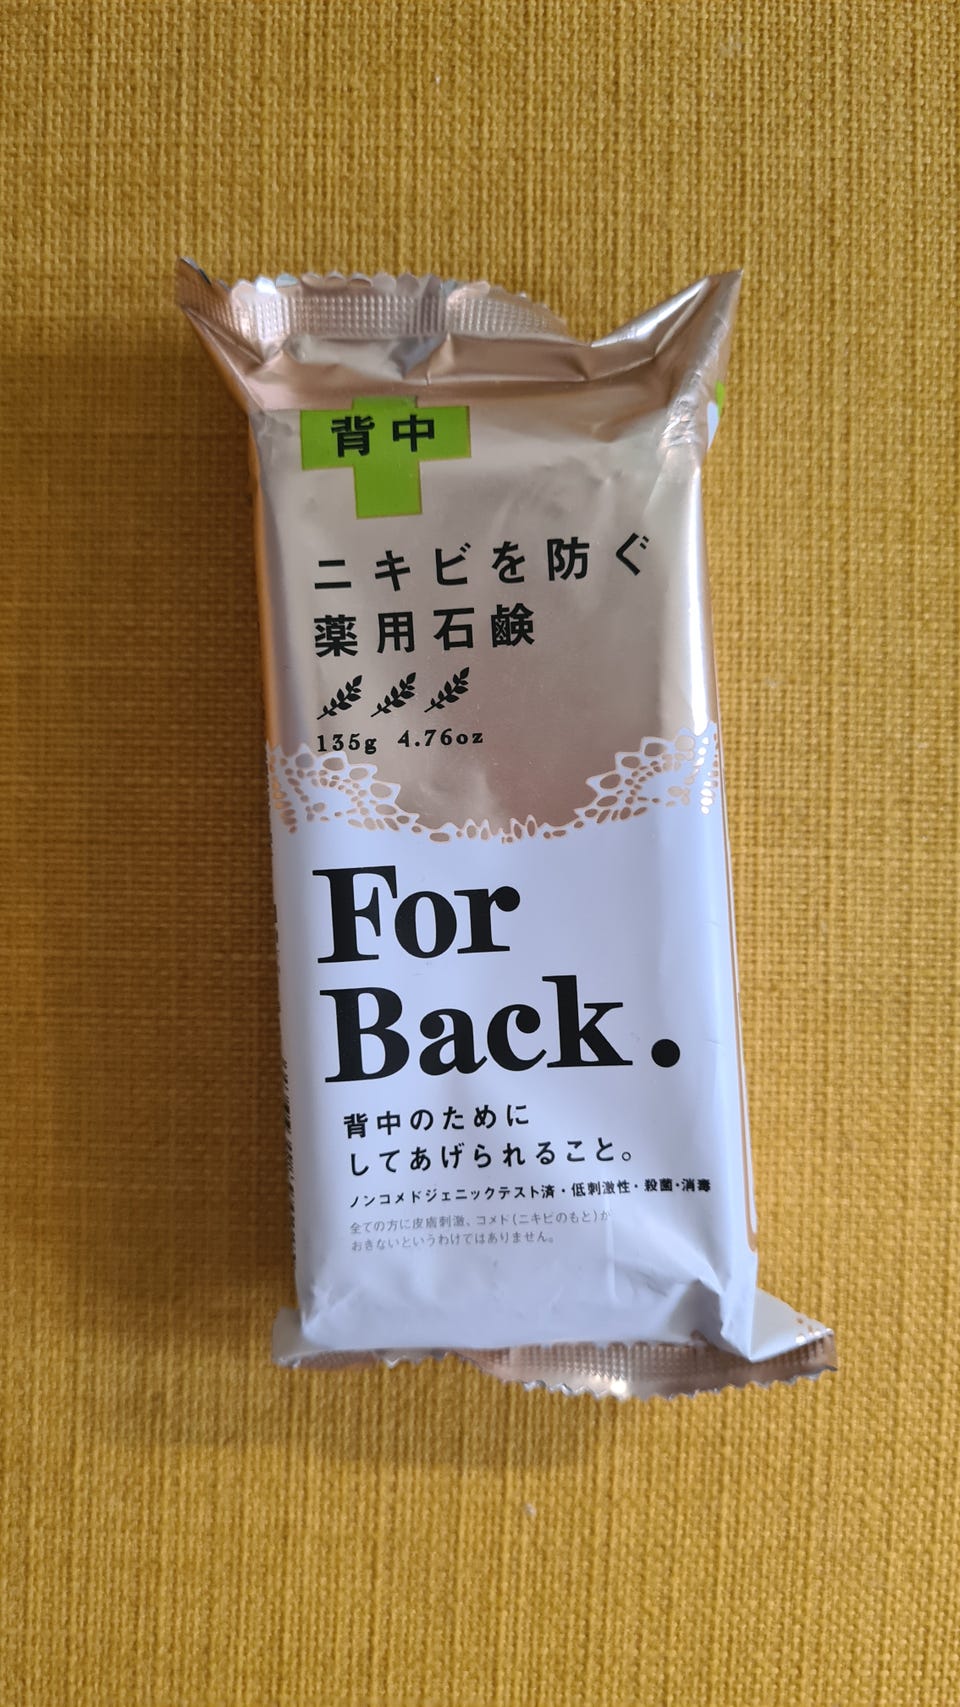 背中
ニキビを防ぐ
薬用石鹸
135g 4.76oz
For
Back.
背中のために
してあげられること。
ノンコメドジェニックテスト済・低刺激性・殺菌・消毒
全ての方に皮膚刺激、コメド(ニキビのもと)が
おきないというわけではありません。